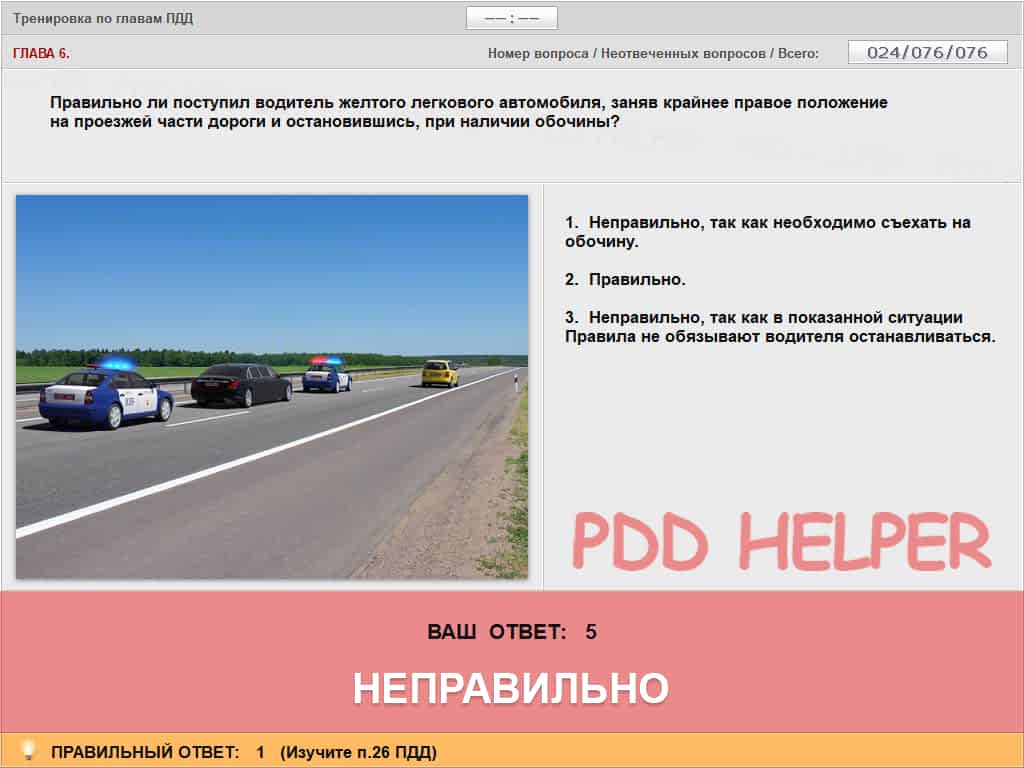 Тренировка по главам ПДД
—— : ——
ГЛАВА 6.
Номер вопроса / Неотвеченных вопросов / Всего:
024/076/076
Правильно ли поступил водитель желтого легкового автомобиля, заняв крайнее правое положение
на проезжей части дороги и остановившись, при наличии обочины?
1. Неправильно, так как необходимо съехать на
обочину.
2. Правильно.
3. Неправильно, так как в показанной ситуации
Правила не обязывают водителя останавливаться.
PDD HELPER
ВАШ ОТВЕТ: 5
НЕПРАВИЛЬНО
ПРАВИЛЬНЫЙ ОТВЕТ: 1 (Изучите п.26 ПДД)